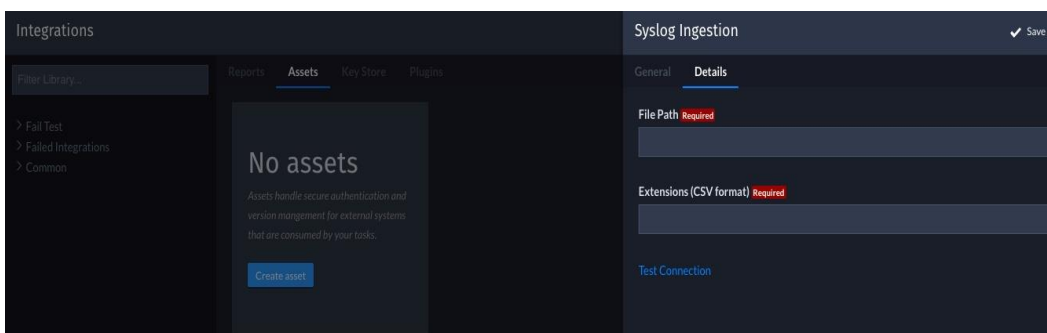 Integrations
Syslog Ingestion
Save
Filter Library...
Reports Assets Key Store Plugins
General Details
> Fail Test
> Failed Integrations
> Common
No assets
Assets handle secure authentication and
version mangement for external systems
that are consumed by your tasks.
Create asset
File Path Required
Extensions (CSV format) Required
Test Connection